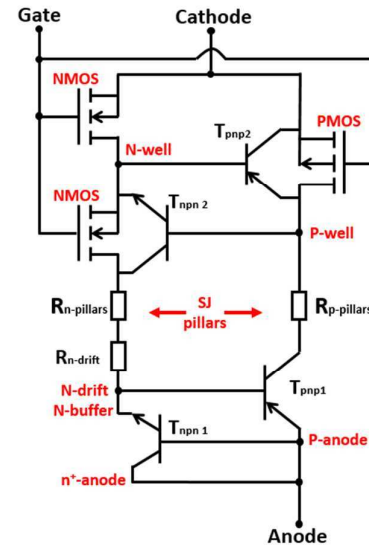 Gate
Cathode
NMOS
Tpnp2
PMOS
N-well
NMOS
Tnpn 2
P-well
Rn-pillars
SJ
pillars
Rp-pillars
Rn-drift
N-drift
N-buffer
Tpnp1
Tnpn 1
P-anode
n⁺-anode
Anode